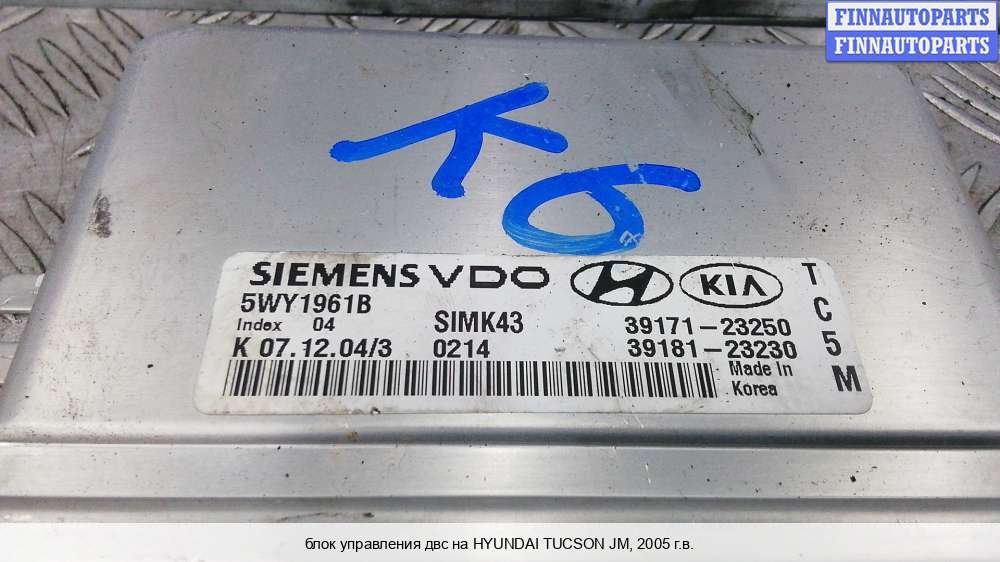 FINNAUTOPARTS
FINNAUTOPARTS
K6
SIEMENS VDO KIA
5WY1961B
Index 04 SIMK43 39171-23250
K 07.12.04/3 0214 39181-23230
Made In
Korea
TC5M
блок управления двс на HYUNDAI TUCSON JM, 2005 г.в.